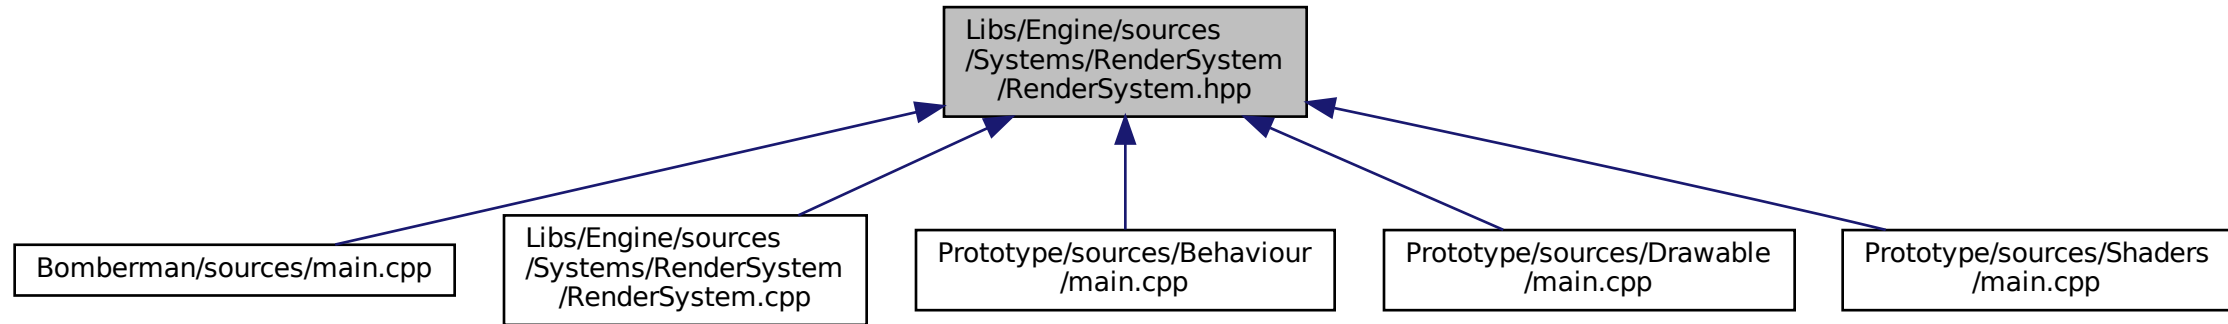 Libs/Engine/sources
/Systems/RenderSystem
/RenderSystem.hpp
Bomberman/sources/main.cpp
Libs/Engine/sources
/Systems/RenderSystem
/RenderSystem.cpp
Prototype/sources/Behaviour
/main.cpp
Prototype/sources/Drawable
/main.cpp
Prototype/sources/Shaders
/main.cpp